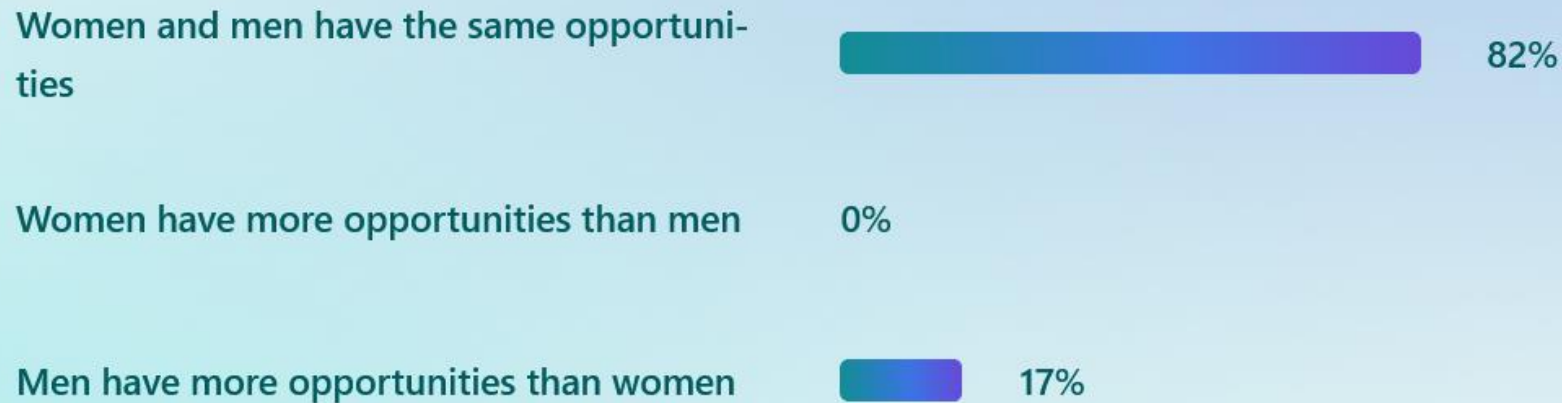 Women and men have the same opportuni-
ties
82%
Women have more opportunities than men 0%
Men have more opportunities than women 17%